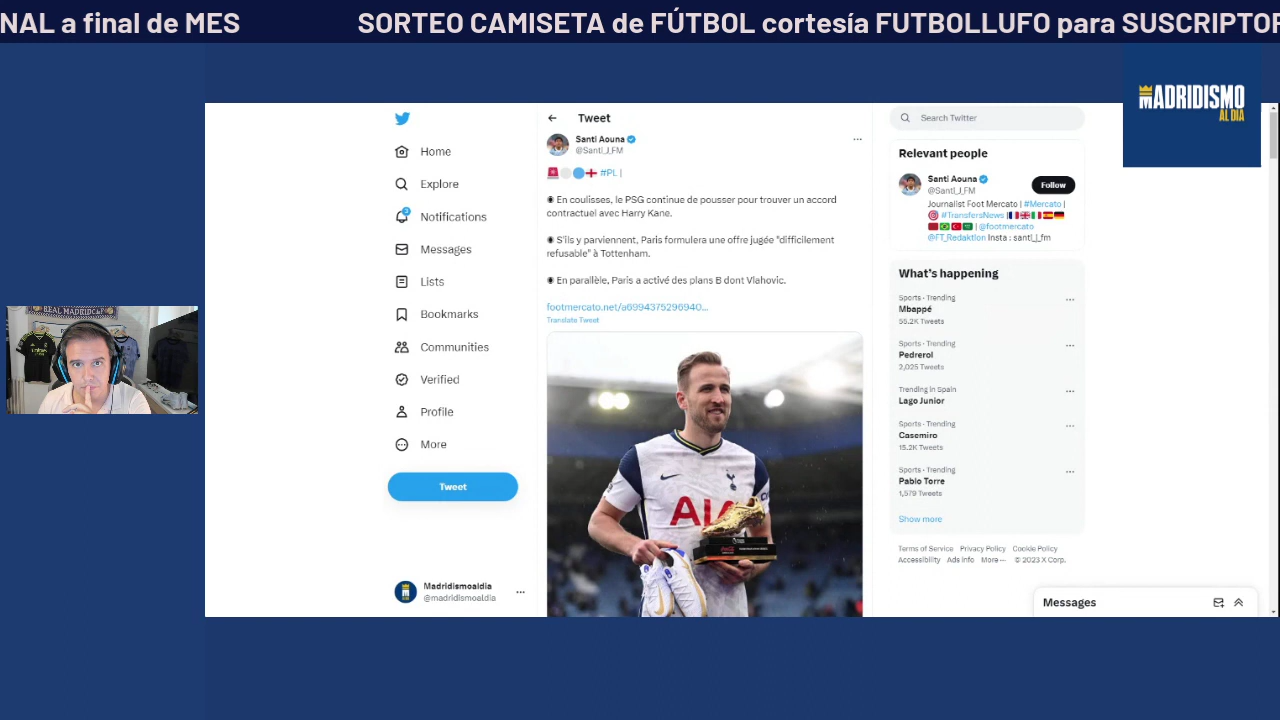 NAL a final de MES
SORTEO CAMISETA de FÚTBOL cortesía FUTBOLLUFO para SUSCRIPTOR
MADRIDISMO
AL DIA
REAL MADRID C.F.
Home
Explore
Notifications
Messages
Lists
Bookmarks
Communities
Verified
Profile
More
Tweet
Madridismoaldia
@madridismoaldia
Tweet
Santi Aouna
@Santi_J_FM
#PL |
◉ En coulisses, le PSG continue de pousser pour trouver un accord
contractuel avec Harry Kane.
◉ S'ils y parviennent, Paris formulera une offre jugée "difficilement
refusable" à Tottenham.
◉ En parallèle, Paris a activé des plans B dont Vlahovic.
footmercato.net/a6994375296940...
Translate Tweet
AIA
Search Twitter
Relevant people
Santi Aouna
@Santi_J_FM
Follow
Journalist Foot Mercato | #Mercato |
#TransfersNews |
| @footmercato
@FT_Redaktion Insta : santi_j_fm
What's happening
Sports · Trending
Mbappé
55.2K Tweets
Sports · Trending
Pedrerol
2,025 Tweets
Trending in Spain
Lago Junior
Sports · Trending
Casemiro
15.2K Tweets
Sports · Trending
Pablo Torre
1,579 Tweets
Show more
Terms of Service Privacy Policy Cookie Policy
Accessibility Ads info More ··· © 2023 X Corp.
Messages